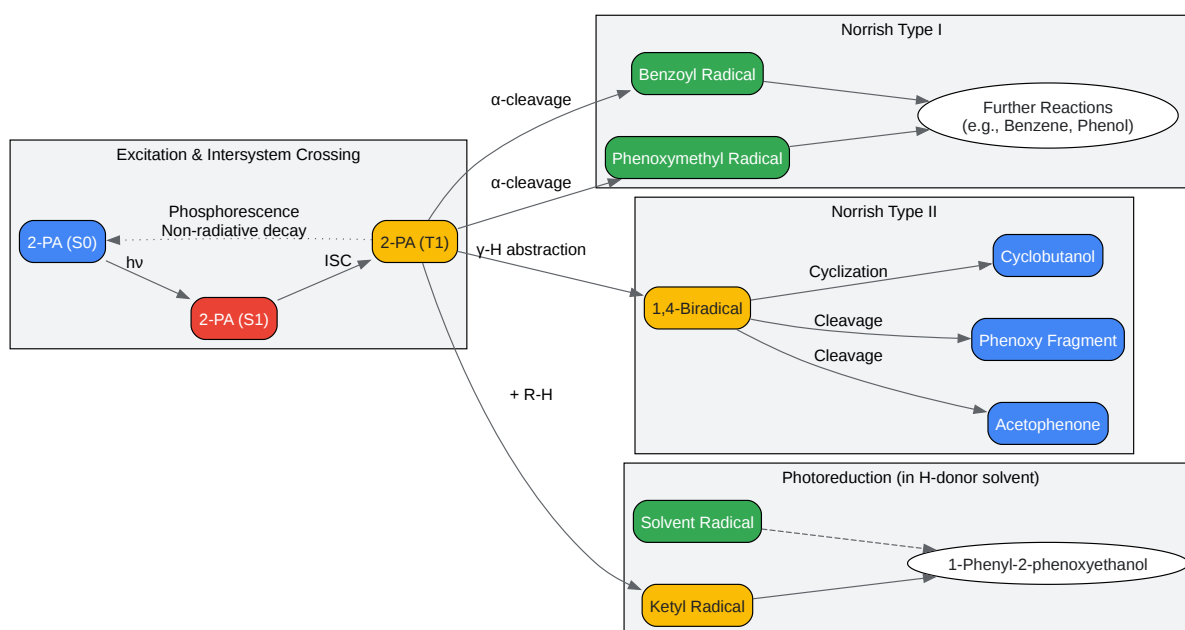 Norrish Type I
Benzoyl Radical
Further Reactions
(e.g., Benzene, Phenol)
α-cleavage
Phenoxymethyl Radical
α-cleavage
Excitation & Intersystem Crossing
Phosphorescence
Non-radiative decay
2-PA (S0)
2-PA (T1)
hν
ISC
2-PA (S1)
γ-H abstraction
Norrish Type II
1,4-Biradical
Cyclization
Cyclobutanol
Cleavage
Phenoxy Fragment
Cleavage
Acetophenone
+ R-H
Photoreduction (in H-donor solvent)
Solvent Radical
1-Phenyl-2-phenoxyethanol
Ketyl Radical